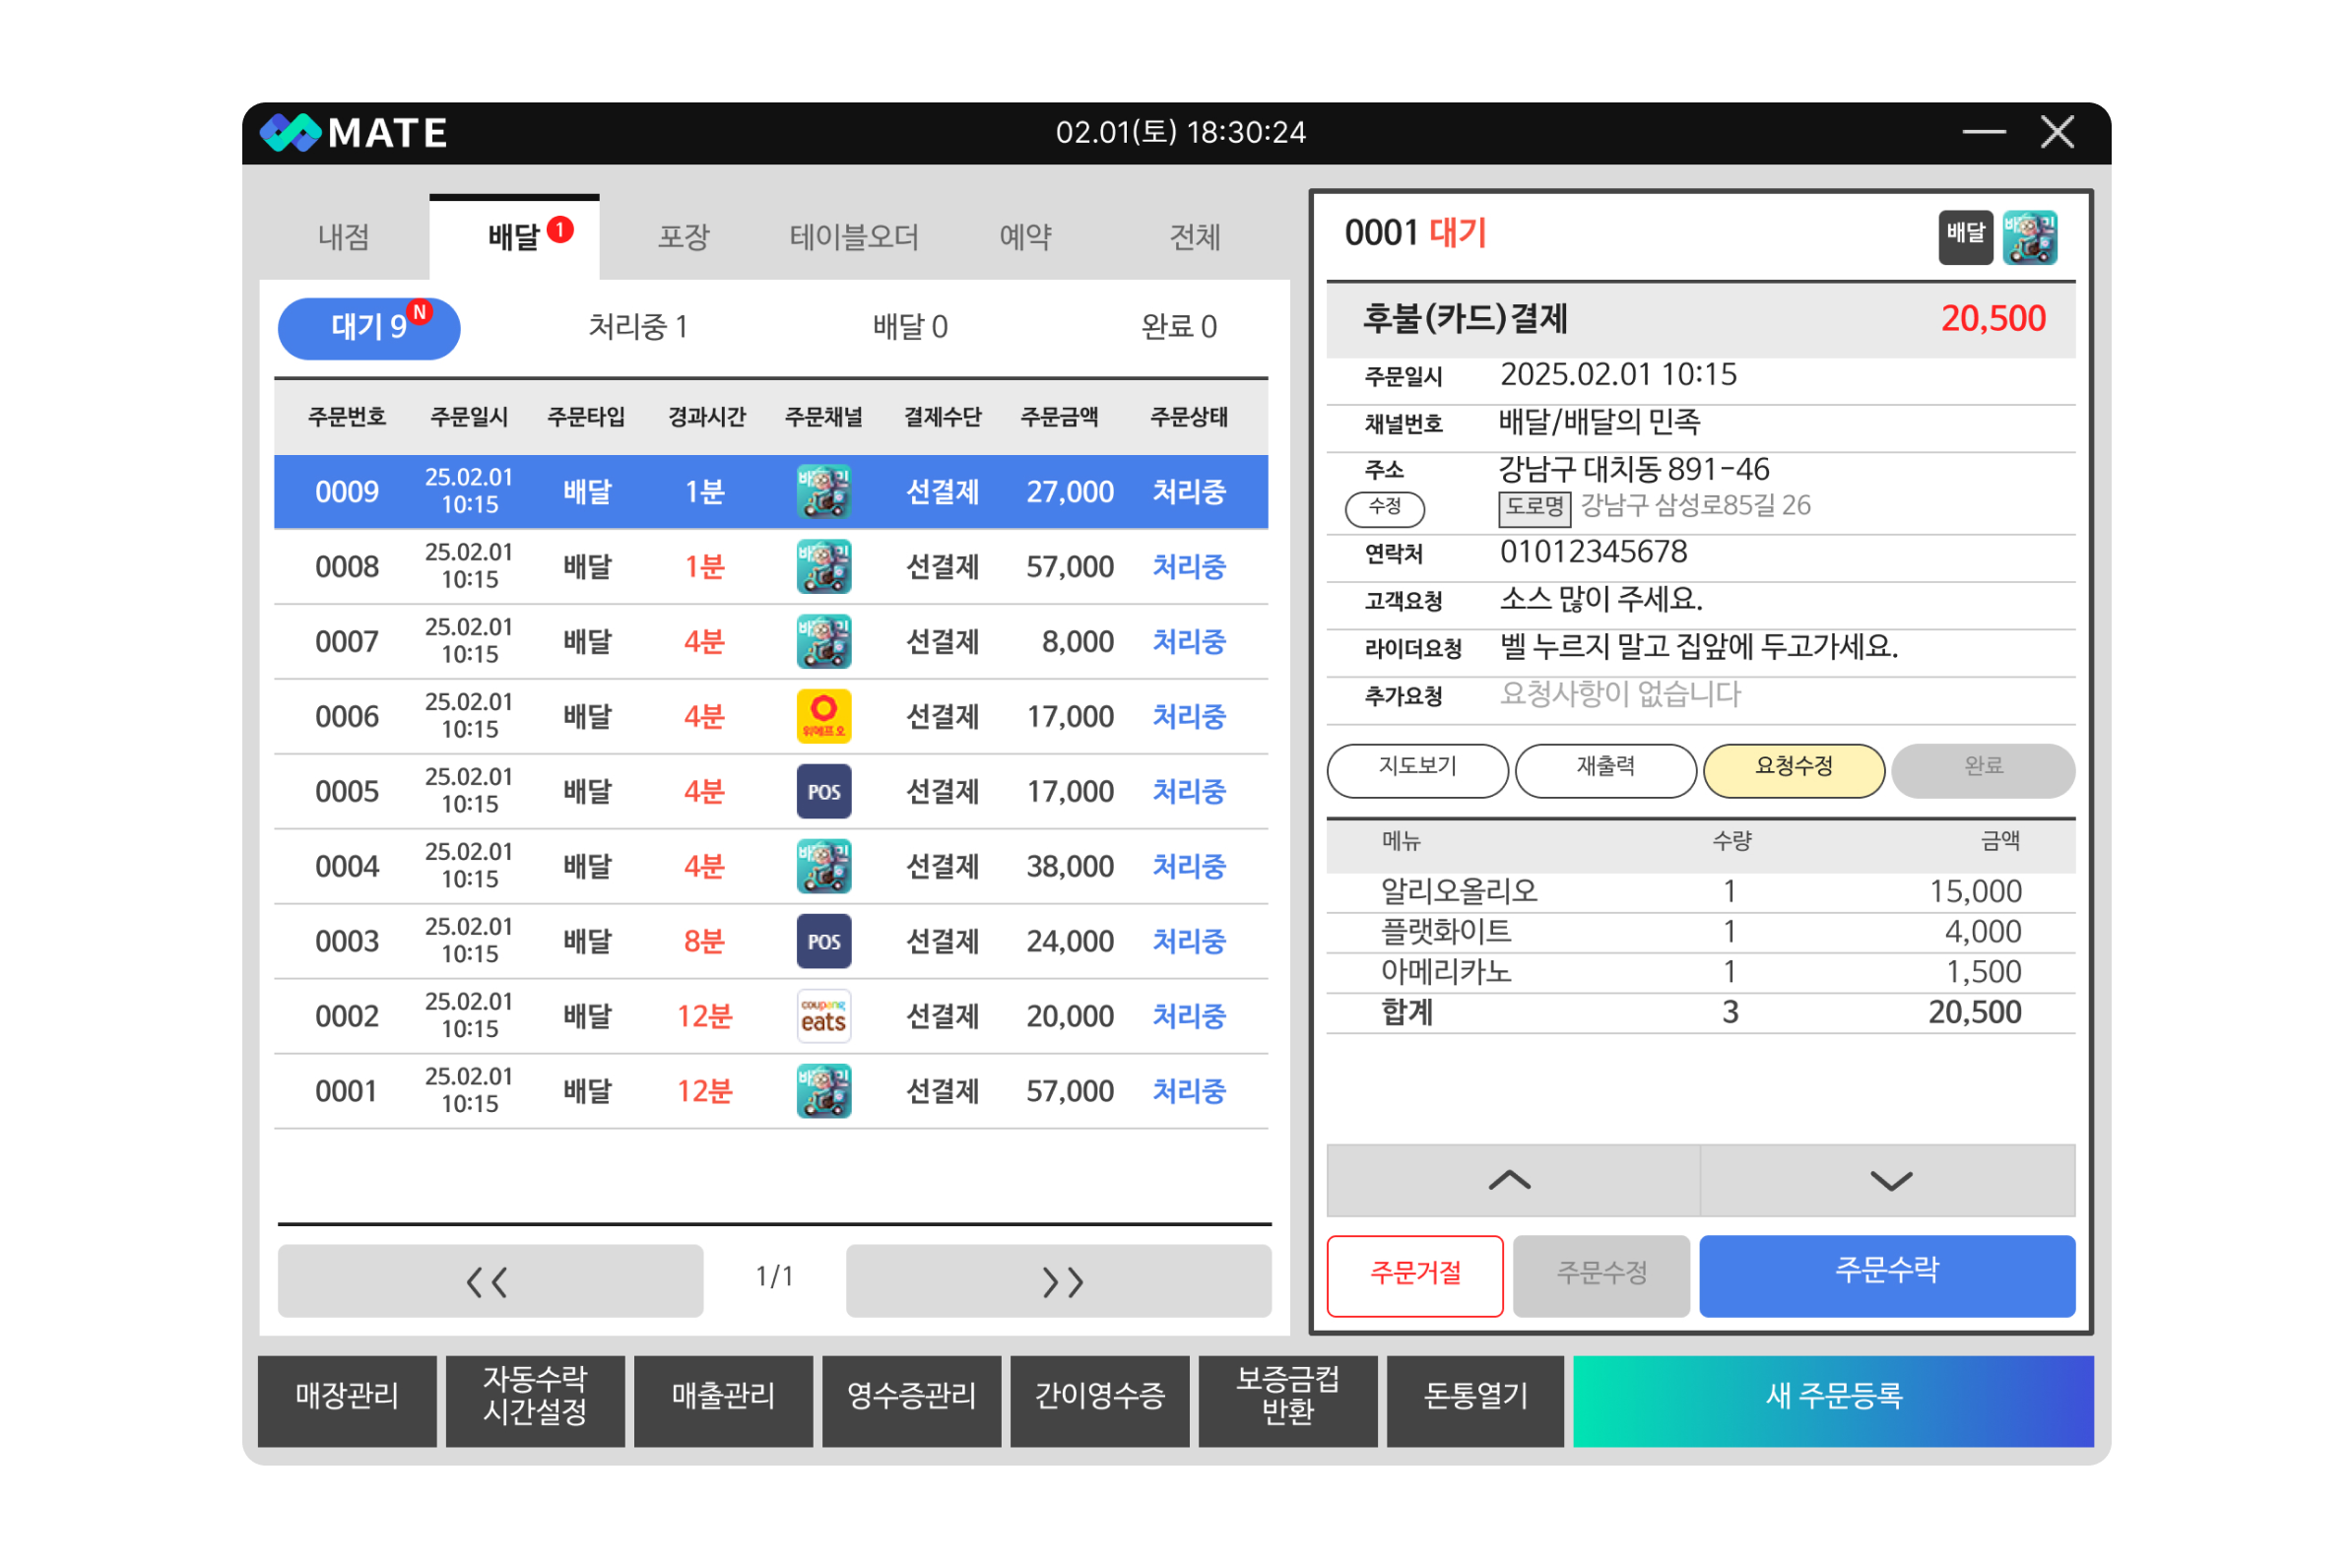 MATE
02.01(토) 18:30:24
내점
배달 1
포장
테이블오더
예약
전체
대기 9 N
처리중 1
배달 0
완료 0
주문번호 주문일시 주문타입 경과시간 주문채널 결제수단 주문금액 주문상태
0009 25.02.01 10:15 배달 1분 배민 선결제 27,000 처리중
0008 25.02.01 10:15 배달 1분 배민 선결제 57,000 처리중
0007 25.02.01 10:15 배달 4분 배민 선결제 8,000 처리중
0006 25.02.01 10:15 배달 4분 위메프오 선결제 17,000 처리중
0005 25.02.01 10:15 배달 4분 POS 선결제 17,000 처리중
0004 25.02.01 10:15 배달 4분 배민 선결제 38,000 처리중
0003 25.02.01 10:15 배달 8분 POS 선결제 24,000 처리중
0002 25.02.01 10:15 배달 12분 coupang eats 선결제 20,000 처리중
0001 25.02.01 10:15 배달 12분 배민 선결제 57,000 처리중
1/1
0001 대기
배달 배민
후불(카드)결제 20,500
주문일시 2025.02.01 10:15
채널번호 배달/배달의 민족
주소 강남구 대치동 891-46
수정 도로명 강남구 삼성로85길 26
연락처 01012345678
고객요청 소스 많이 주세요.
라이더요청 벨 누르지 말고 집앞에 두고가세요.
추가요청 요청사항이 없습니다
지도보기 재출력 요청수정 완료
메뉴 수량 금액
알리오올리오 1 15,000
플랫화이트 1 4,000
아메리카노 1 1,500
합계 3 20,500
주문거절 주문수정 주문수락
매장관리
자동수락
시간설정
매출관리
영수증관리
간이영수증
보증금컵
반환
돈통열기
새 주문등록